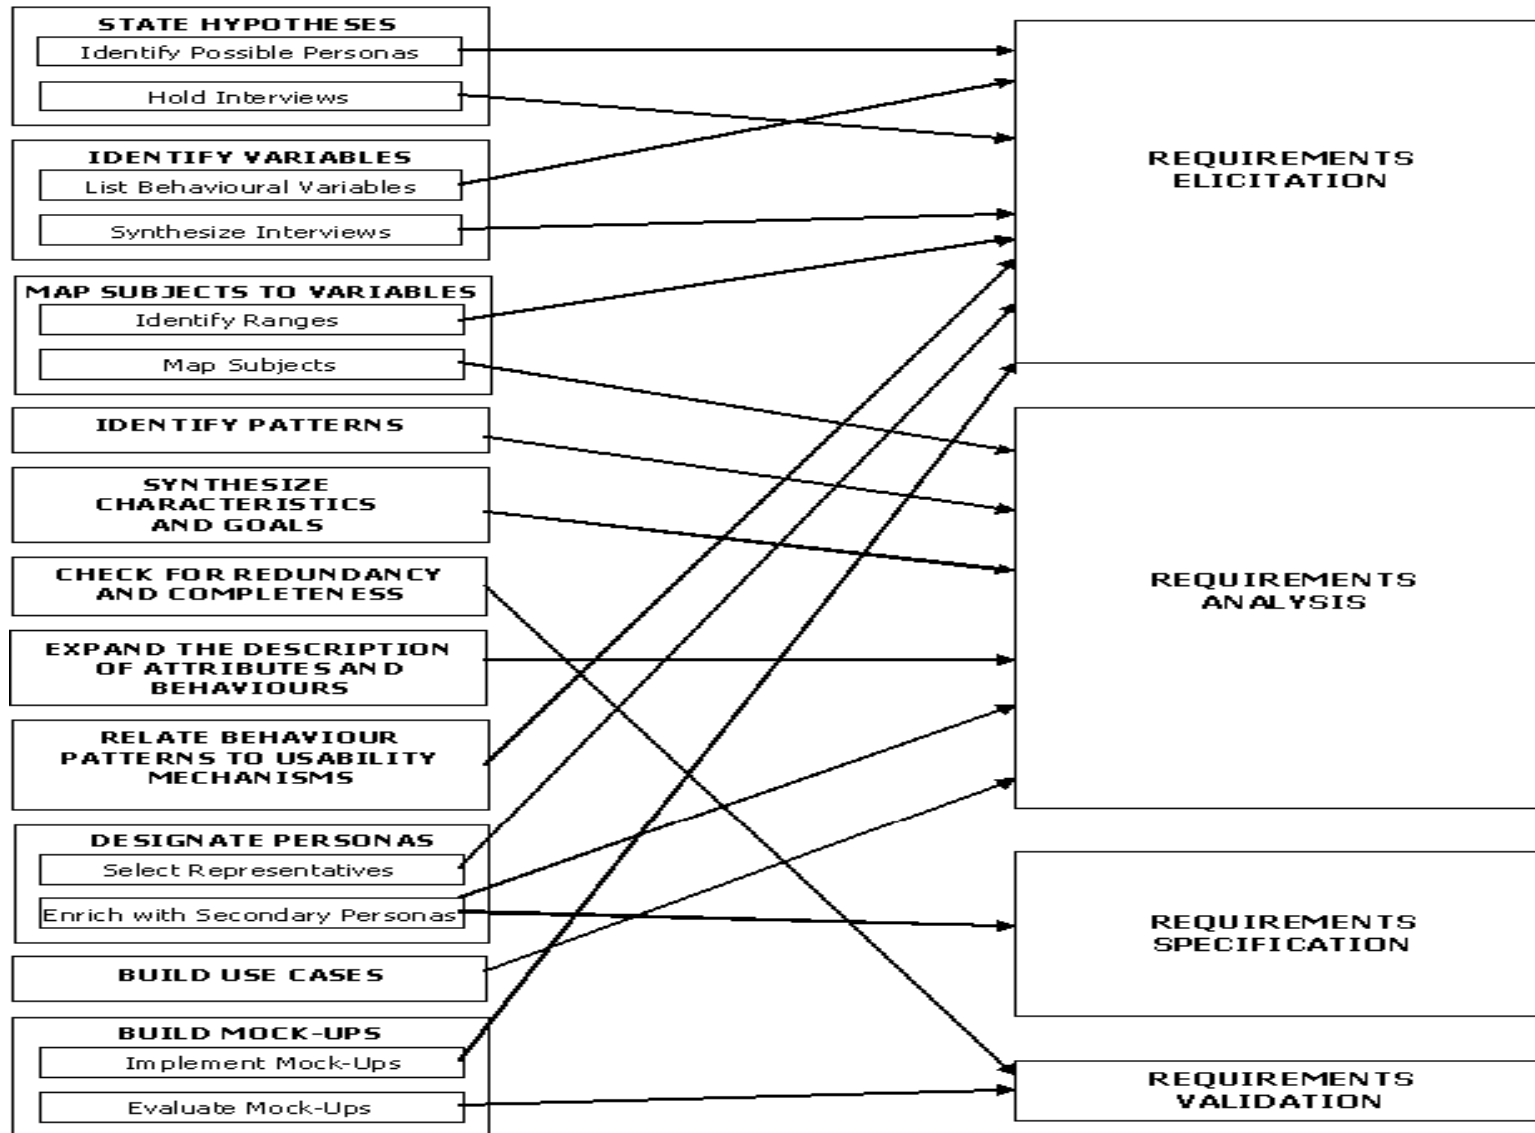 STATE HYPOTHESES
Identify Possible Personas
Hold Interviews
IDENTIFY VARIABLES
List Behavioural Variables
Synthesize Interviews
MAP SUBJECTS TO VARIABLES
Identify Ranges
Map Subjects
IDENTIFY PATTERNS
SYNTHESIZE
CHARACTERISTICS
AND GOALS
CHECK FOR REDUNDANCY
AND COMPLETENESS
EXPAND THE DESCRIPTION
OF ATTRIBUTES AND
BEHAVIOURS
RELATE BEHAVIOUR
PATTERNS TO USABILITY
MECHANISMS
DESIGNATE PERSONAS
Select Representatives
Enrich with Secondary Personas
BUILD USE CASES
BUILD MOCK-UPS
Implement Mock-Ups
Evaluate Mock-Ups
REQUIREMENTS
ELICITATION
REQUIREMENTS
ANALYSIS
REQUIREMENTS
SPECIFICATION
REQUIREMENTS
VALIDATION